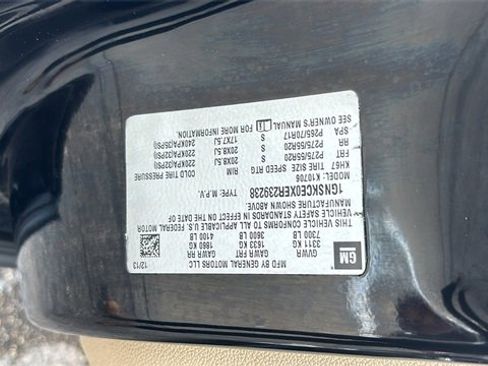 MFD BY GENERAL MOTORS LLC 12/13
GM
GVWR GAWR FRT GAWR RR
3311 KG 1633 KG 1860 KG
7300 LB 3600 LB 4100 LB
THIS VEHICLE CONFORMS TO ALL APPLICABLE U.S. FEDERAL MOTOR
VEHICLE SAFETY STANDARDS IN EFFECT ON THE DATE OF
MANUFACTURE SHOWN ABOVE.
1GNSKCE0XER239238 TYPE: M.P.V.
MODEL: K10706
KH67 TIRE SIZE SPEED RTG RIM COLD TIRE PRESSURE
FRT P275/55R20 S 20X8.5J 220KPA(32PSI)
RR P275/55R20 S 20X8.5J 220KPA(32PSI)
SPA P265/70R17 17X7.5J 240KPA(35PSI)
SEE OWNER'S MANUAL FOR MORE INFORMATION.